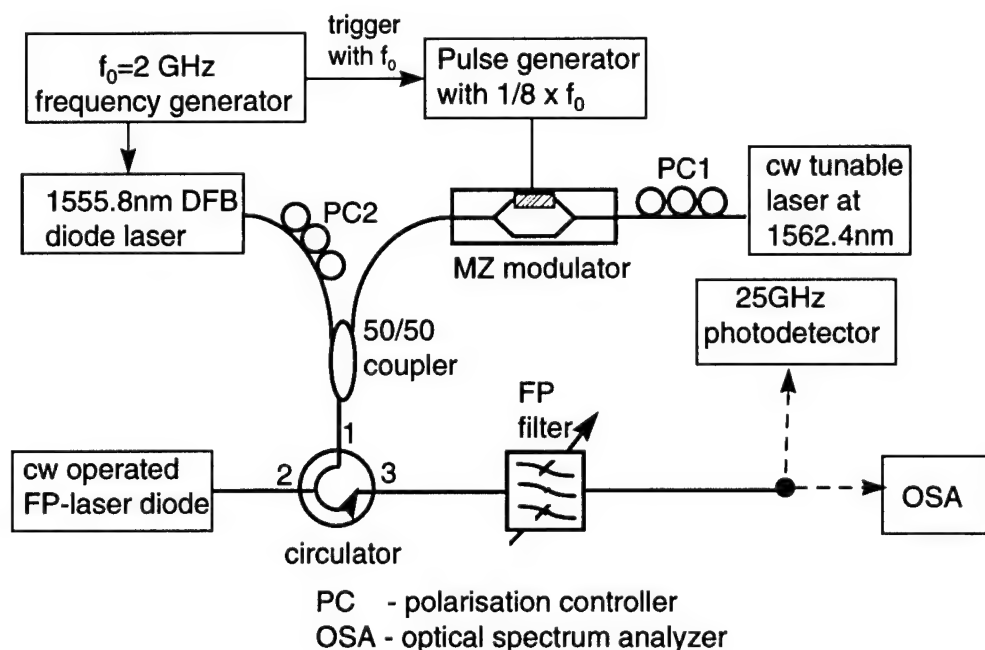 f₀=2 GHz
frequency generator
trigger
with f₀
Pulse generator
with 1/8 x f₀
1555.8nm DFB
diode laser
PC2
MZ modulator
PC1
cw tunable
laser at
1562.4nm
25GHz
photodetector
50/50
coupler
FP
filter
1
2
3
cw operated
FP-laser diode
circulator
OSA
PC - polarisation controller
OSA - optical spectrum analyzer